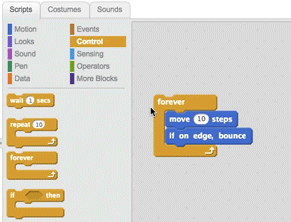 Scripts Costumes Sounds
Motion Events
Looks Control
Sound Sensing
Pen Operators
Data More Blocks
wait 1 secs
repeat 10
forever
if then
forever
move 10 steps
if on edge, bounce